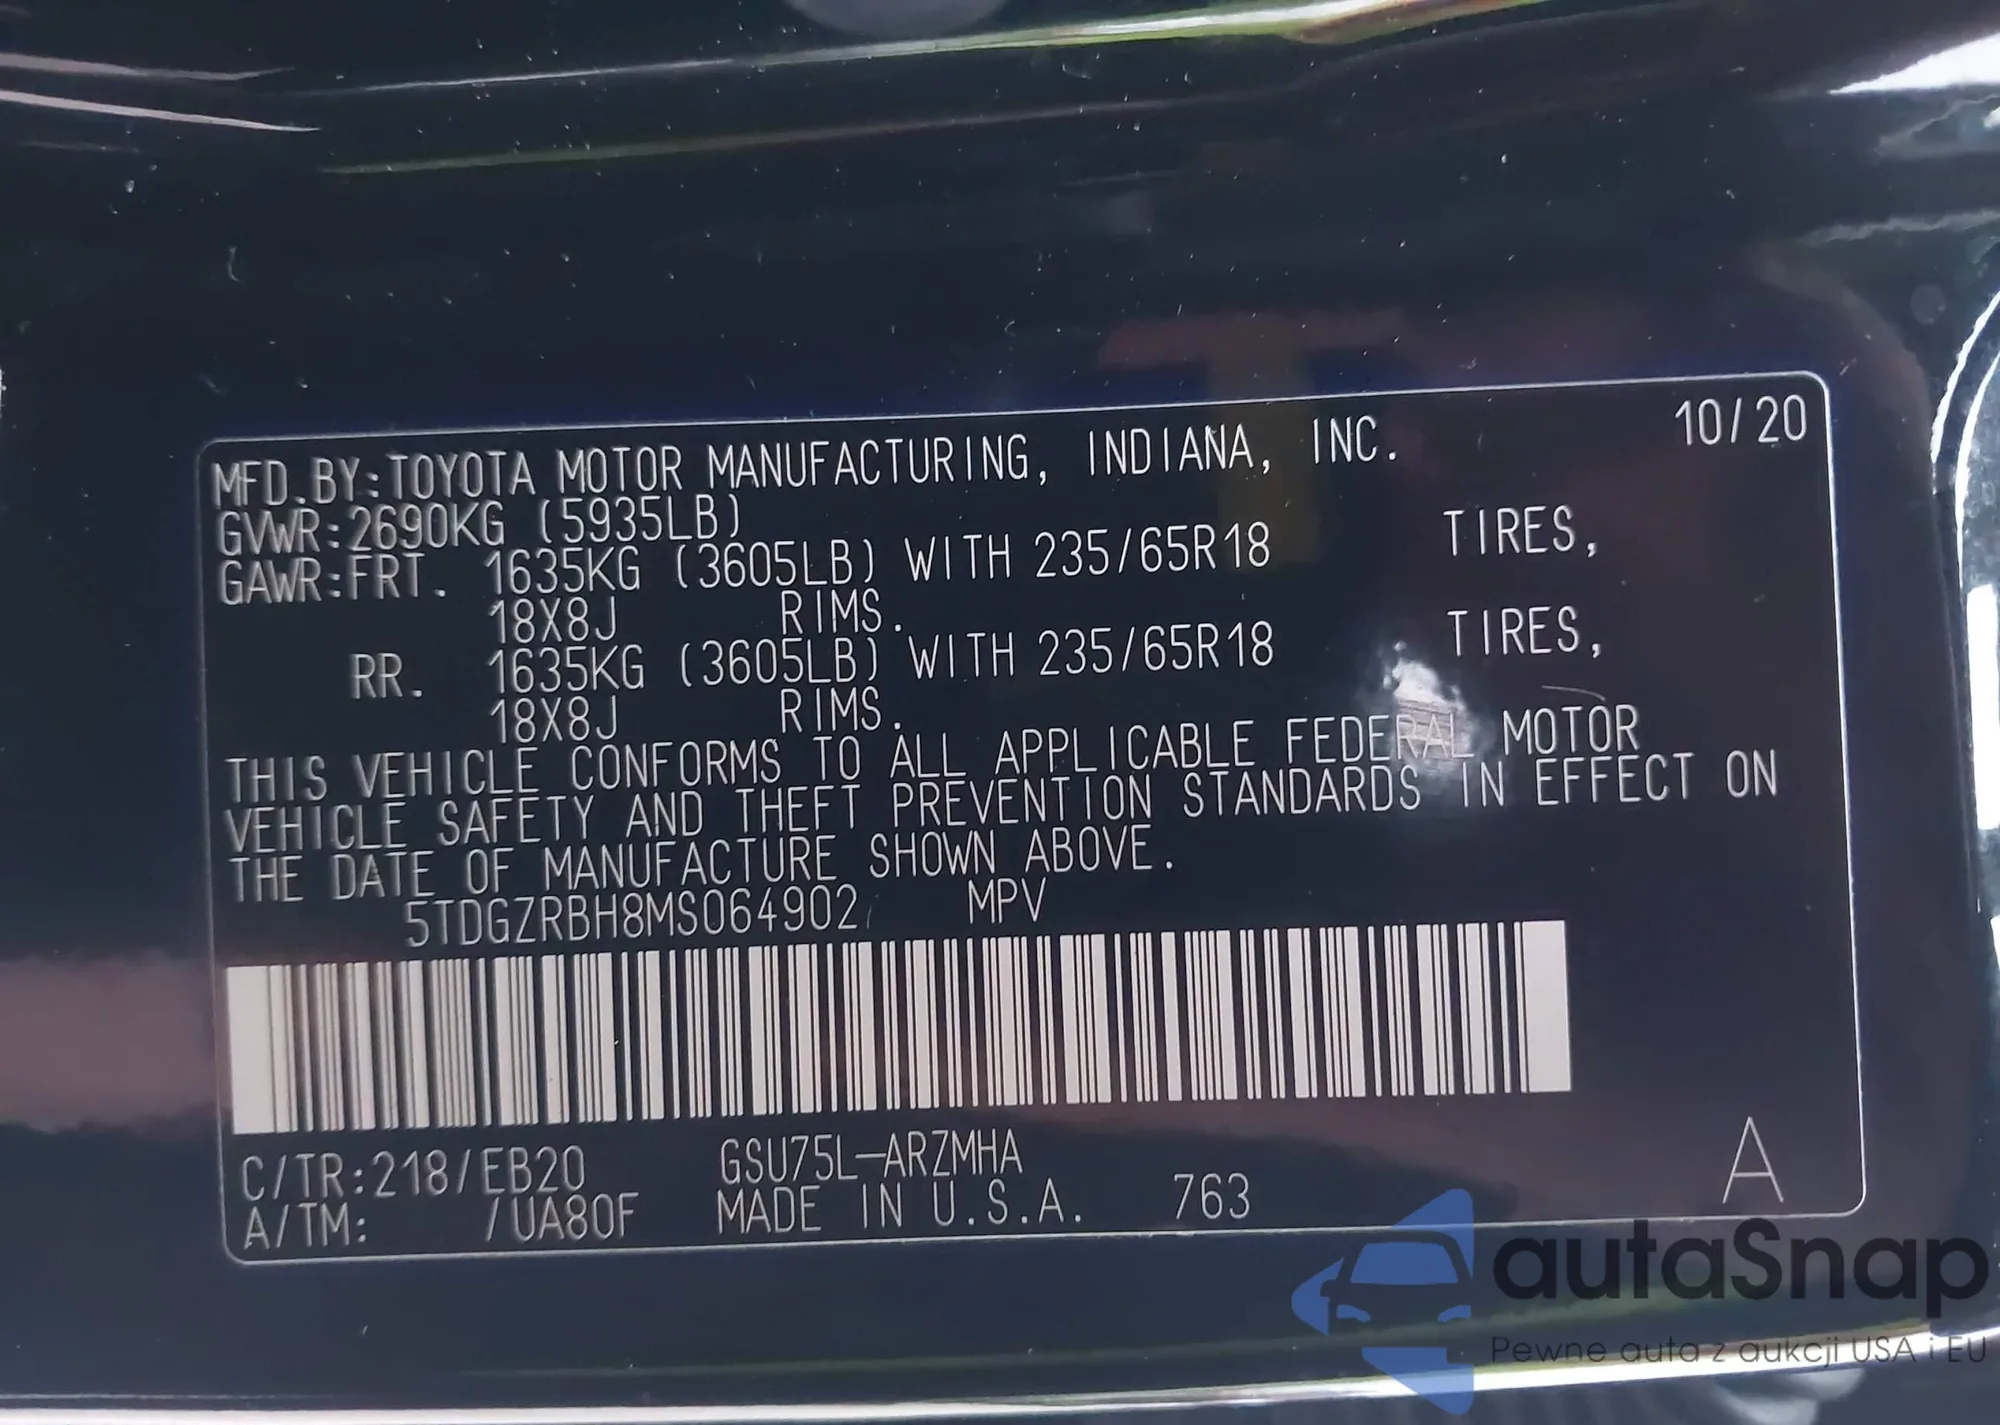 MFD.BY:TOYOTA MOTOR MANUFACTURING, INDIANA, INC. 10/20
GVWR:2690KG (5935LB)
GAWR:FRT. 1635KG (3605LB) WITH 235/65R18 TIRES,
18X8J RIMS.
RR. 1635KG (3605LB) WITH 235/65R18 TIRES,
18X8J RIMS.
THIS VEHICLE CONFORMS TO ALL APPLICABLE FEDERAL MOTOR
VEHICLE SAFETY AND THEFT PREVENTION STANDARDS IN EFFECT ON
THE DATE OF MANUFACTURE SHOWN ABOVE.
5TDGZRBH8MS064902 MPV
C/TR:218/EB20 GSU75L-ARZMHA
A/TM: /UA80F MADE IN U.S.A. 763 A
autaSnap
Pewne auta z aukcji USA i EU